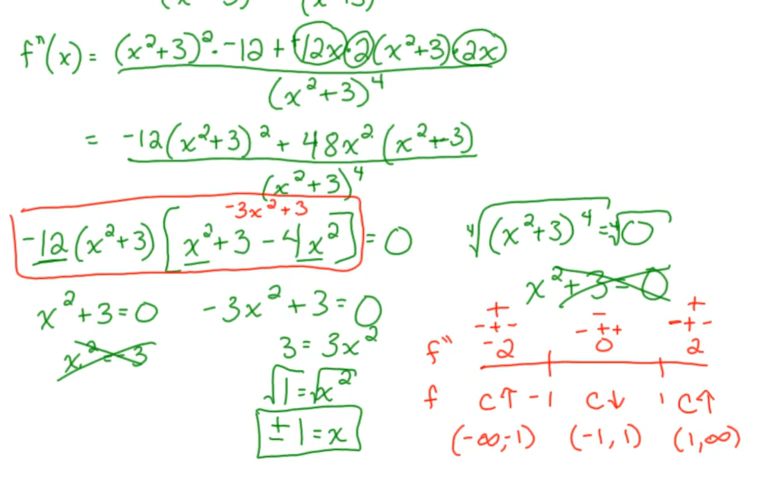 f"(x) = (x²+3)²·-12 + +12x·2(x²+3)·2x
(x²+3)⁴
= -12(x²+3)² + 48x²(x²+3)
(x²+3)⁴
-3x²+3
-12(x²+3)[x²+3-4x²] = 0
⁴√(x²+3)⁴ = ⁴√0
x²+3=0
x²+3=0
-3x²+3=0
x²=-3
3=3x²
√1=√x²
±1=x
+ - +
-+- -++ -+-
f" -2 0 2
f C↑ -1 C↓ 1 C↑
(-∞,-1) (-1,1) (1,∞)